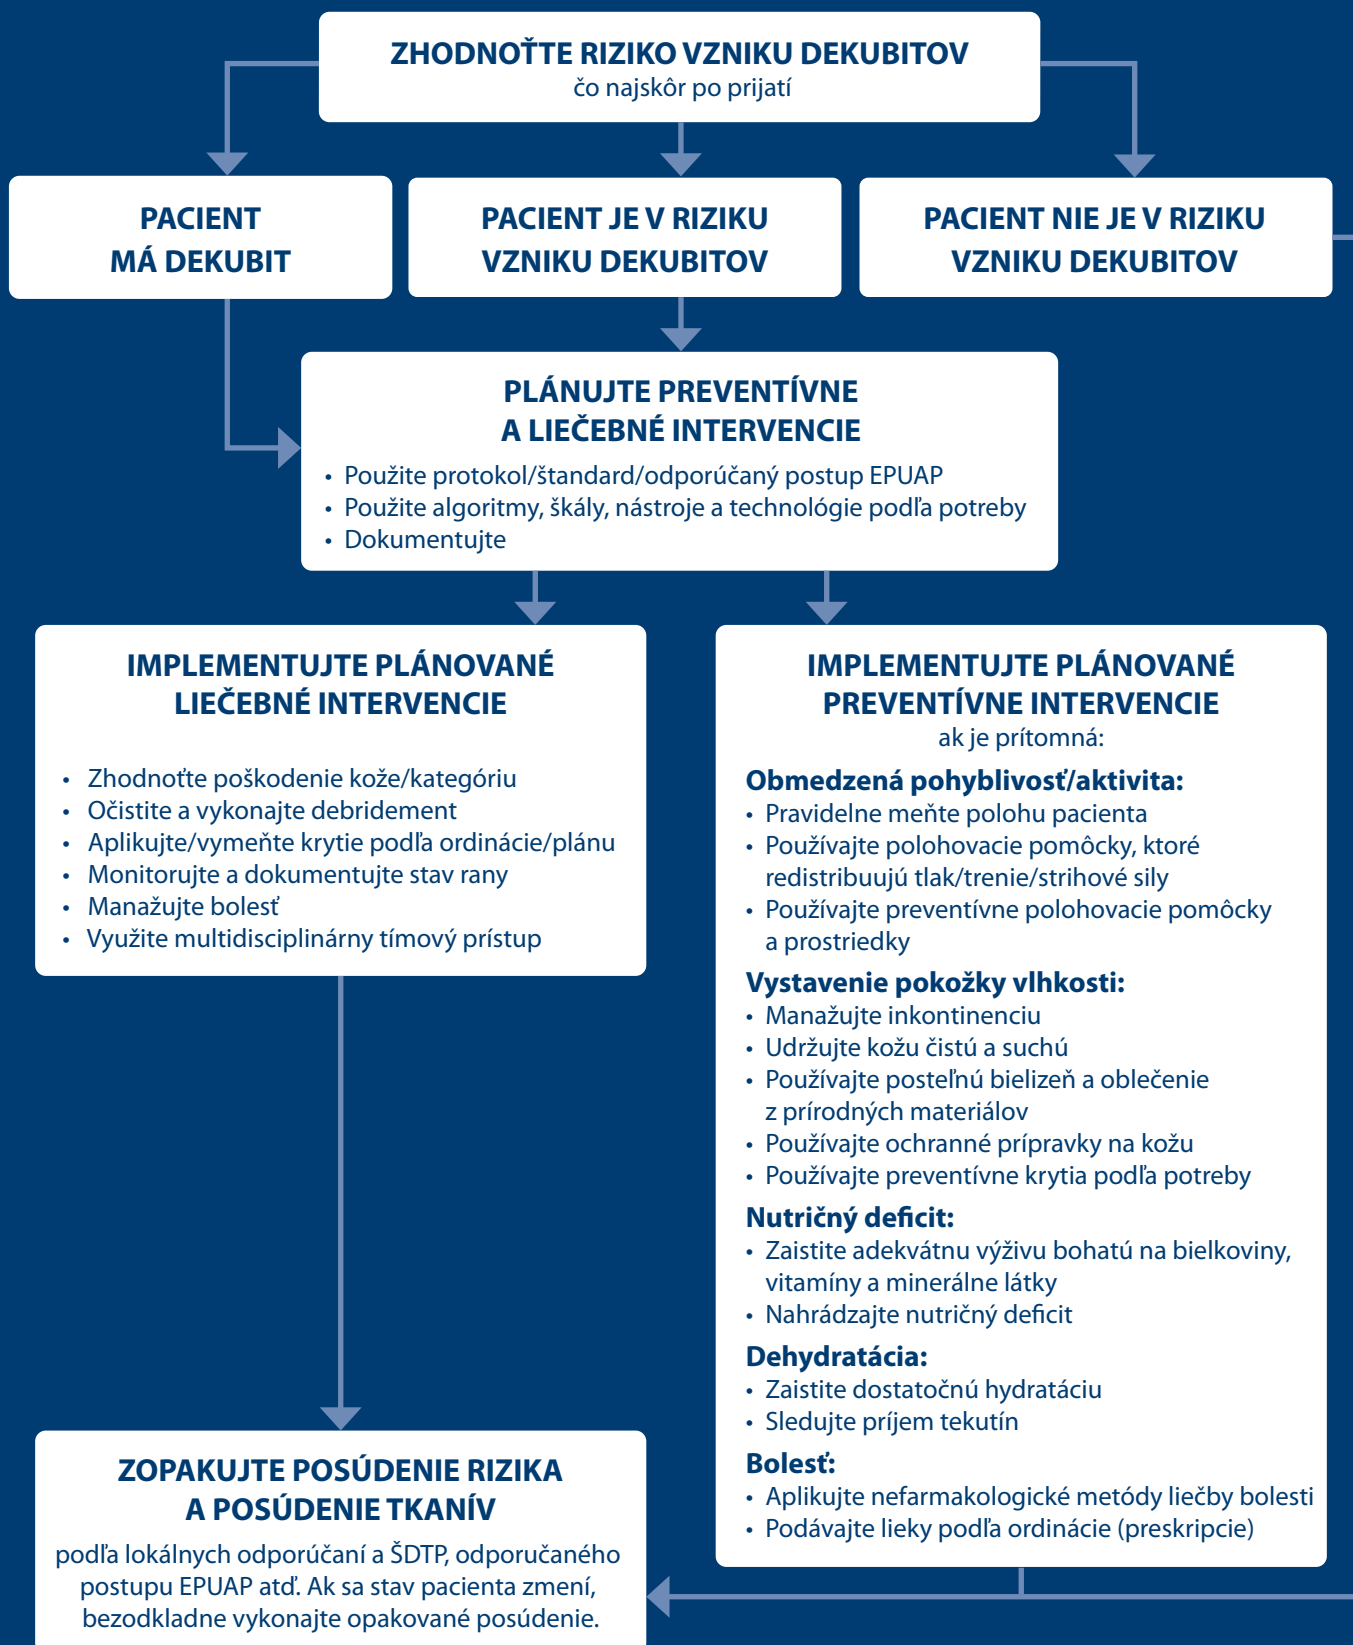 ZHODNOŤTE RIZIKO VZNIKU DEKUBITOV
čo najskôr po prijatí
PACIENT
MÁ DEKUBIT
PACIENT JE V RIZIKU
VZNIKU DEKUBITOV
PACIENT NIE JE V RIZIKU
VZNIKU DEKUBITOV
PLÁNUJTE PREVENTÍVNE
A LIEČEBNÉ INTERVENCIE
• Použite protokol/štandard/odporúčaný postup EPUAP
• Použite algoritmy, škály, nástroje a technológie podľa potreby
• Dokumentujte
IMPLEMENTUJTE PLÁNOVANÉ
LIEČEBNÉ INTERVENCIE
• Zhodnoťte poškodenie kože/kategóriu
• Očistite a vykonajte debridement
• Aplikujte/vymeňte krytie podľa ordinácie/plánu
• Monitorujte a dokumentujte stav rany
• Manažujte bolesť
• Využite multidisciplinárny tímový prístup
IMPLEMENTUJTE PLÁNOVANÉ
PREVENTÍVNE INTERVENCIE
ak je prítomná:
Obmedzená pohyblivosť/aktivita:
• Pravidelne meňte polohu pacienta
• Používajte polohovacie pomôcky, ktoré
redistribuujú tlak/trenie/strihové sily
• Používajte preventívne polohovacie pomôcky
a prostriedky
Vystavenie pokožky vlhkosti:
• Manažujte inkontinenciu
• Udržujte kožu čistú a suchú
• Používajte posteľnú bielizeň a oblečenie
z prírodných materiálov
• Používajte ochranné prípravky na kožu
• Používajte preventívne krytia podľa potreby
Nutričný deficit:
• Zaistite adekvátnu výživu bohatú na bielkoviny,
vitamíny a minerálne látky
• Nahrádzajte nutričný deficit
Dehydratácia:
• Zaistite dostatočnú hydratáciu
• Sledujte príjem tekutín
Bolesť:
• Aplikujte nefarmakologické metódy liečby bolesti
• Podávajte lieky podľa ordinácie (preskripcie)
ZOPAKUJTE POSÚDENIE RIZIKA
A POSÚDENIE TKANÍV
podľa lokálnych odporúčaní a ŠDTP, odporučaného
postupu EPUAP atď. Ak sa stav pacienta zmení,
bezodkladne vykonajte opakované posúdenie.